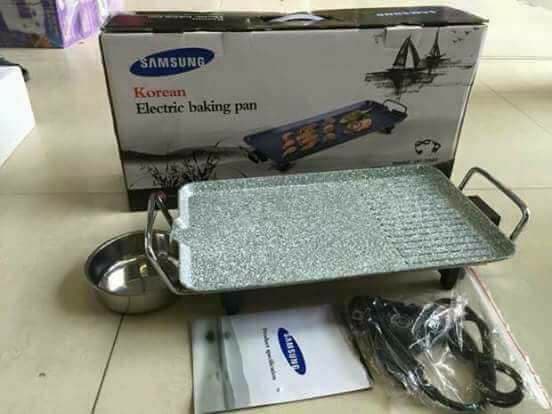 SAMSUNG
Korean
Electric baking pan
SAMSUNG
Product specification